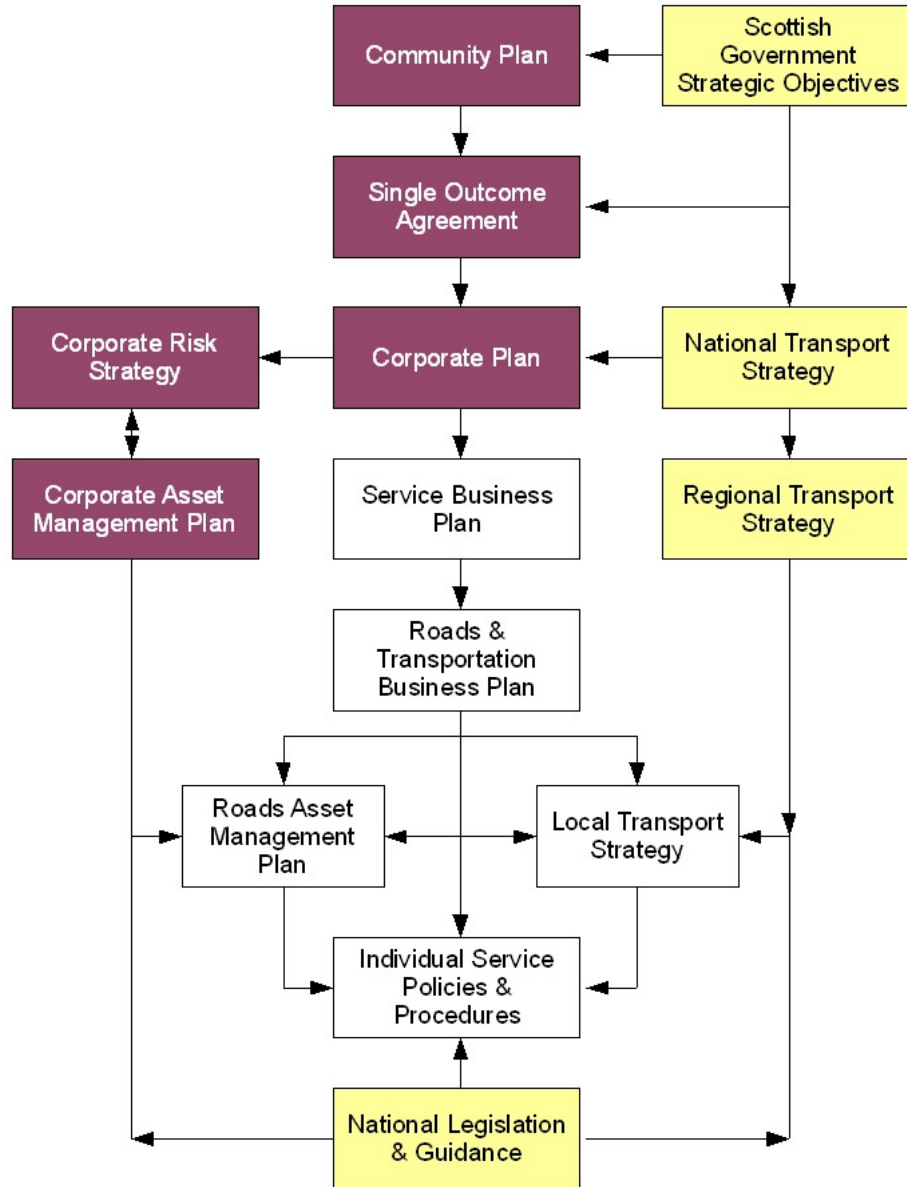 Community Plan
Scottish
Government
Strategic Objectives
Single Outcome
Agreement
Corporate Risk
Strategy
Corporate Plan
National Transport
Strategy
Corporate Asset
Management Plan
Service Business
Plan
Regional Transport
Strategy
Roads &
Transportation
Business Plan
Roads Asset
Management
Plan
Local Transport
Strategy
Individual Service
Policies &
Procedures
National Legislation
& Guidance